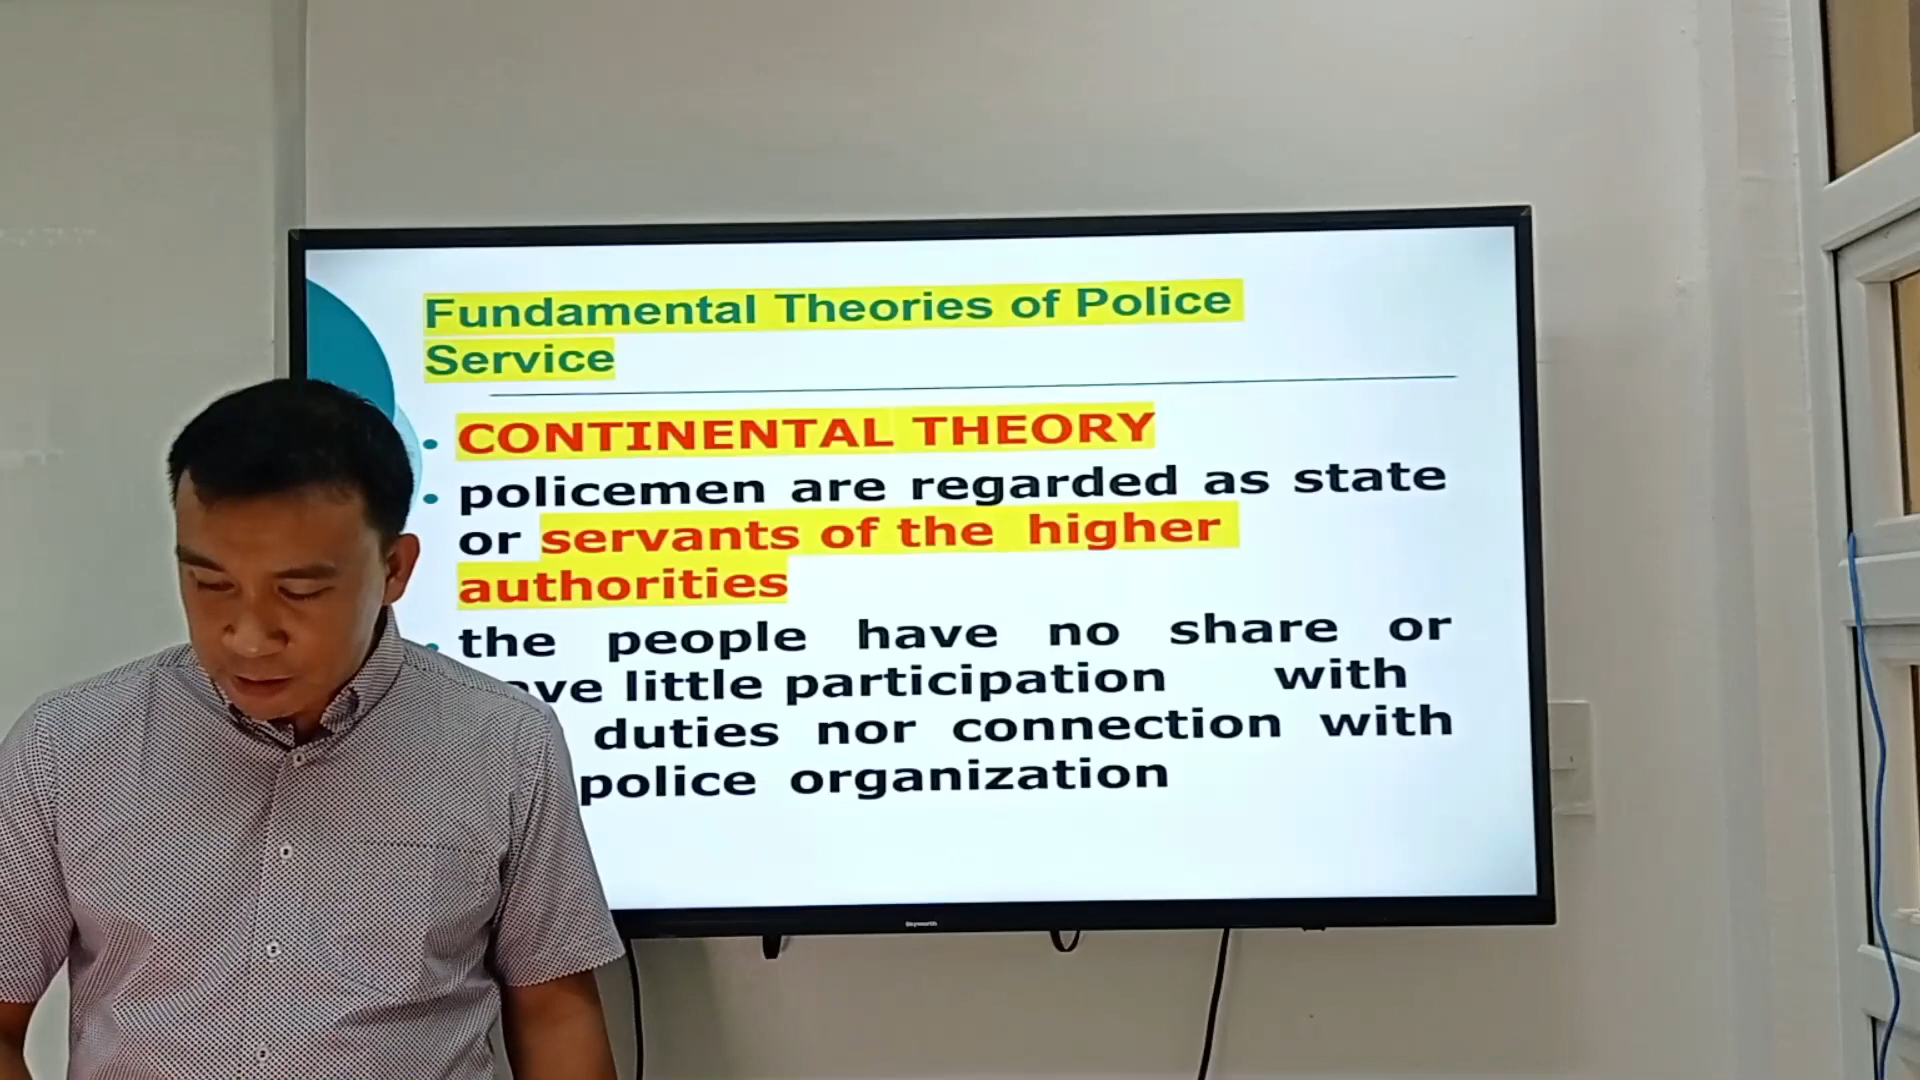 Fundamental Theories of Police
Service
• CONTINENTAL THEORY
• policemen are regarded as state
or servants of the higher
authorities
• the people have no share or
little participation with
duties nor connection with
police organization
Skyworth